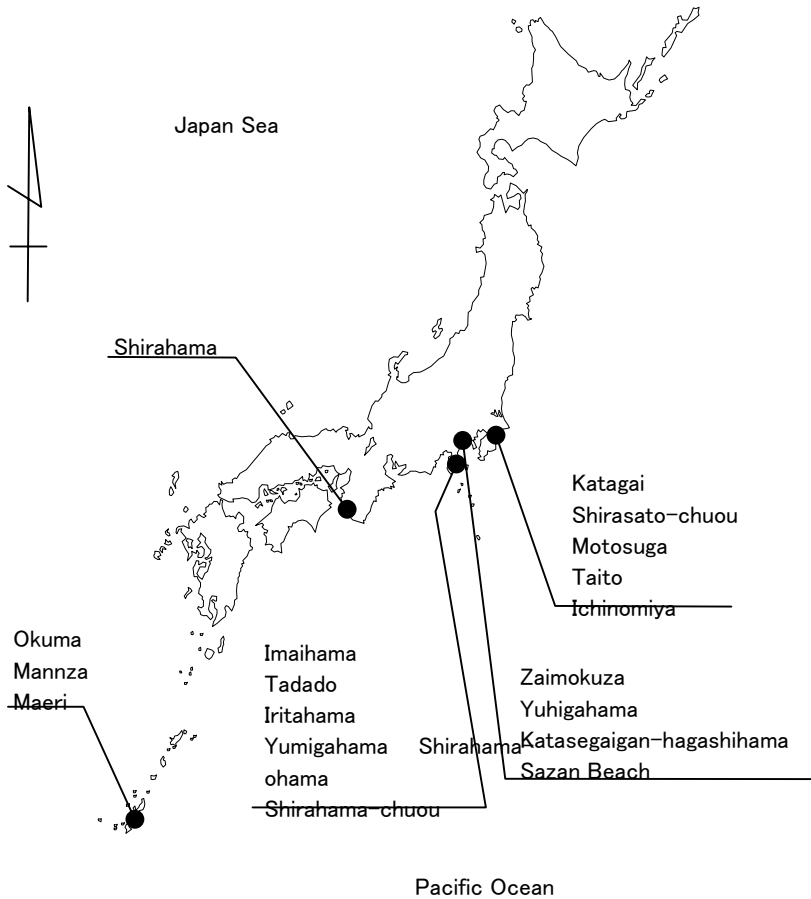 Japan Sea
Shirahama
Katagai
Shirasato-chuou
Motosuga
Taito
Ichinomiya
Okuma
Mannza
Maeri
Imaihama
Tadado
Iritahama
Yumigahama Shirahama-
ohama
Shirahama-chuou
Zaimokuza
Yuhigahama
Katasegaigan-hagashihama
Sazan Beach
Pacific Ocean